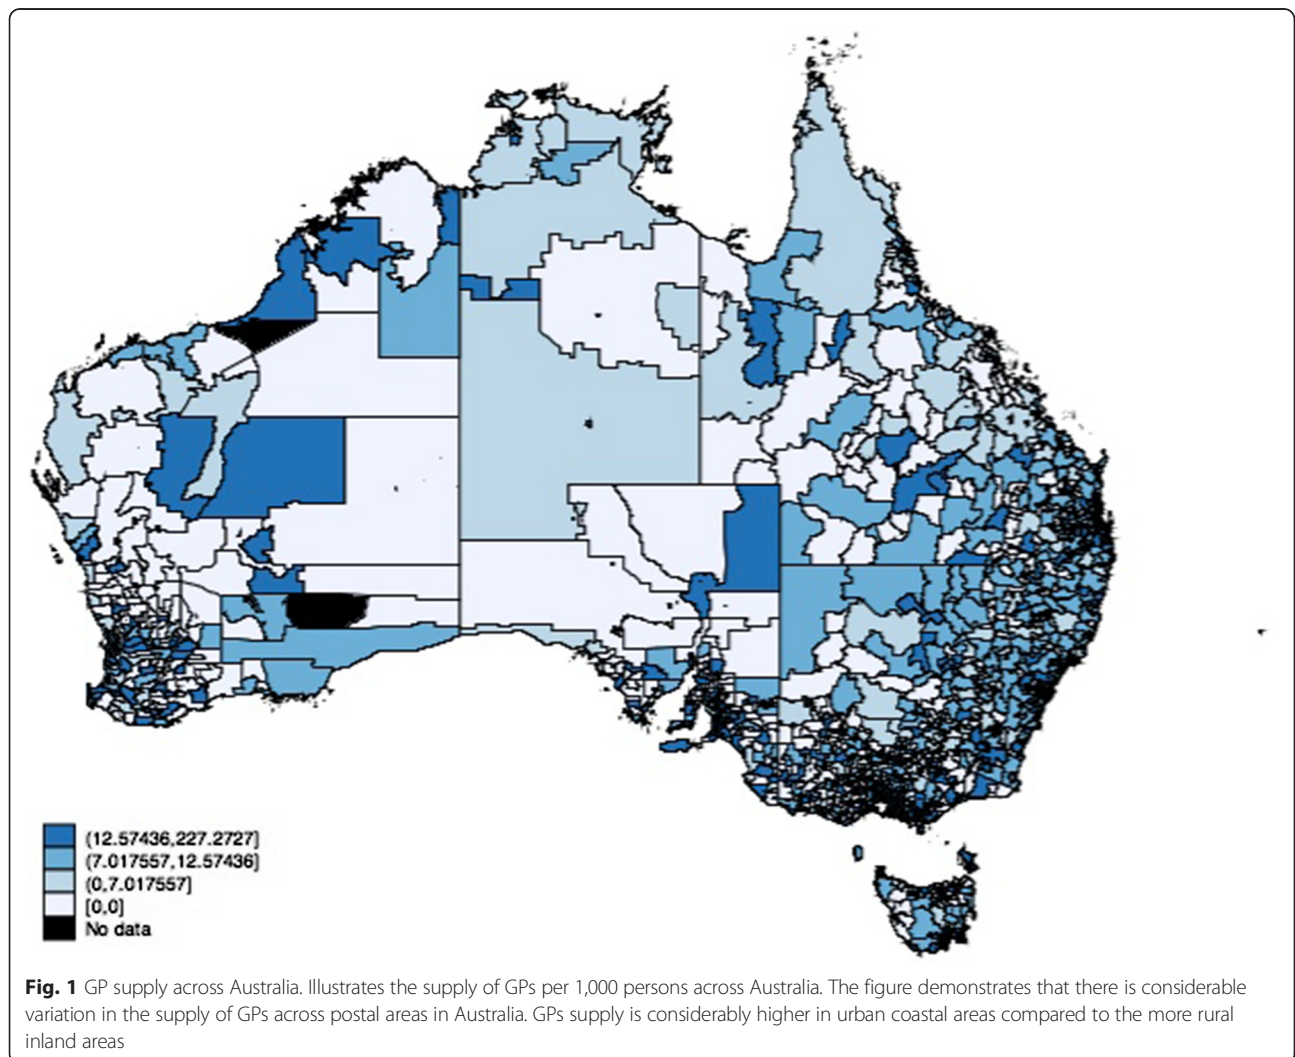 (12.57436,227.2727]
(7.017557,12.57436]
(0,7.017557]
[0,0]
No data
Fig. 1 GP supply across Australia. Illustrates the supply of GPs per 1,000 persons across Australia. The figure demonstrates that there is considerable
variation in the supply of GPs across postal areas in Australia. GPs supply is considerably higher in urban coastal areas compared to the more rural
inland areas